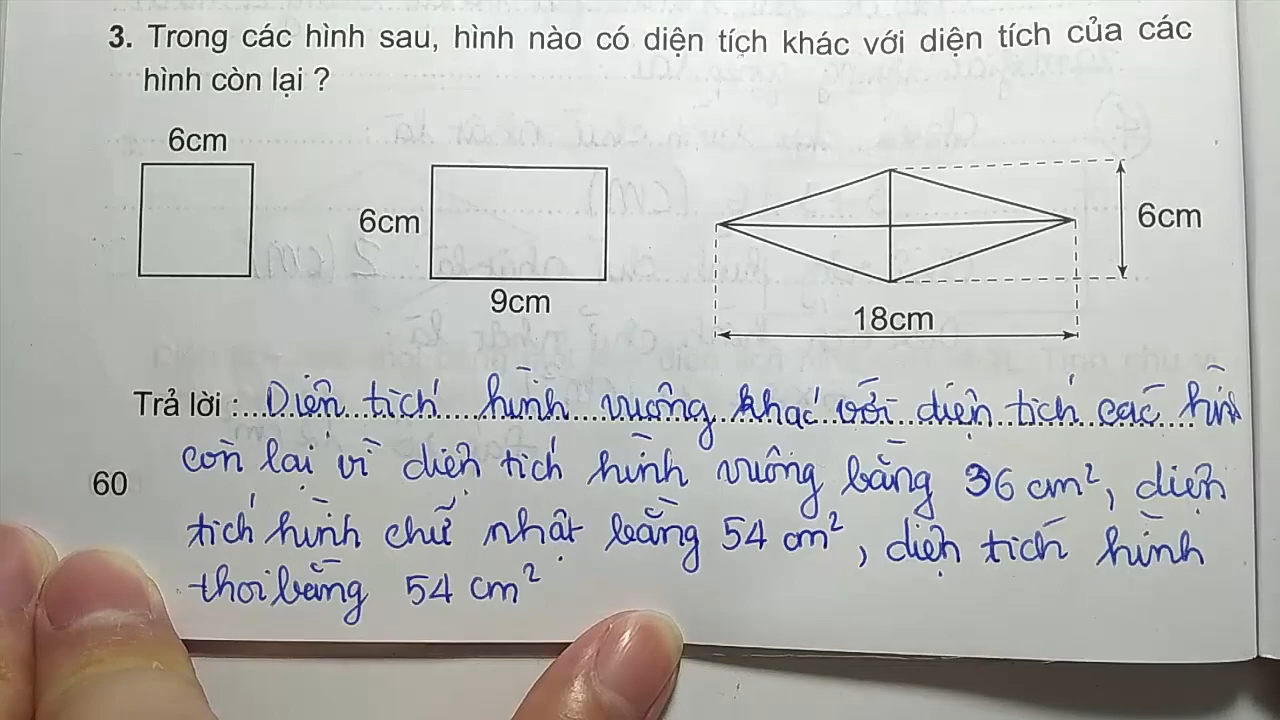 3. Trong các hình sau, hình nào có diện tích khác với diện tích của các
hình còn lại ?
6cm
6cm
9cm
6cm
18cm
Trả lời : Diện tích hình vuông khác với diện tích các hình
còn lại vì diện tích hình vuông bằng 36 cm², diện
tích hình chữ nhật bằng 54 cm², diện tích hình
thoi bằng 54 cm²
60